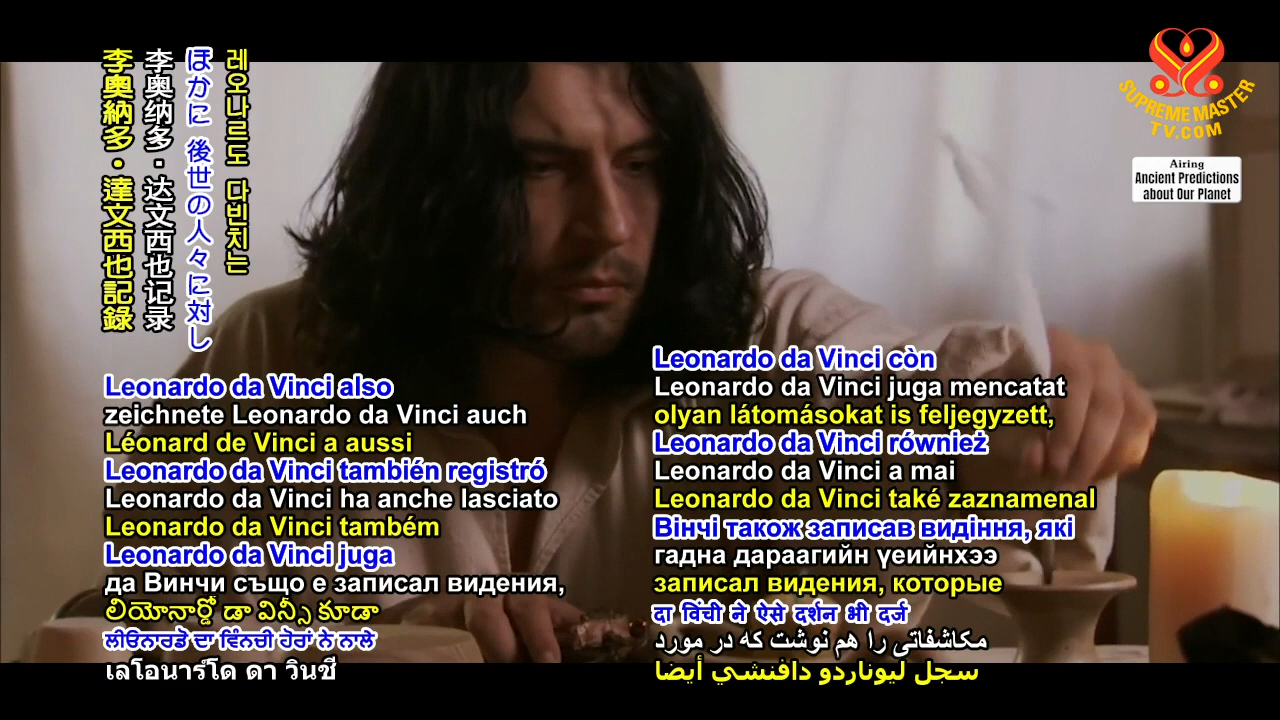 李奧納多・達文西也記錄
李奥纳多・达文西也记录
ほかに 後世の人々に対し
레오나르도 다빈치는
SUPREME MASTER
TV.COM
Airing
Ancient Predictions
about Our Planet
Leonardo da Vinci also
zeichnete Leonardo da Vinci auch
Léonard de Vinci a aussi
Leonardo da Vinci también registró
Leonardo da Vinci ha anche lasciato
Leonardo da Vinci também
Leonardo da Vinci juga
да Винчи също е записал видения,
లియోనార్డో డా విన్సీ కూడా
ਲੀਓਨਾਰਡੋ ਦਾ ਵਿੰਨਚੀ ਹੋਰਾਂ ਨੇ ਨਾਲੇ
เลโอนาร์โด ดา วินชี
Leonardo da Vinci còn
Leonardo da Vinci juga mencatat
olyan látomásokat is feljegyzett,
Leonardo da Vinci również
Leonardo da Vinci a mai
Leonardo da Vinci také zaznamenal
Вінчі також записав видіння, які
гадна дараагийн үеийнхээ
записал видения, которые
दा विंची ने ऐसे दर्शन भी दर्ज
مکاشفاتی را هم نوشت که در مورد
سجل ليوناردو دافنشي أيضا